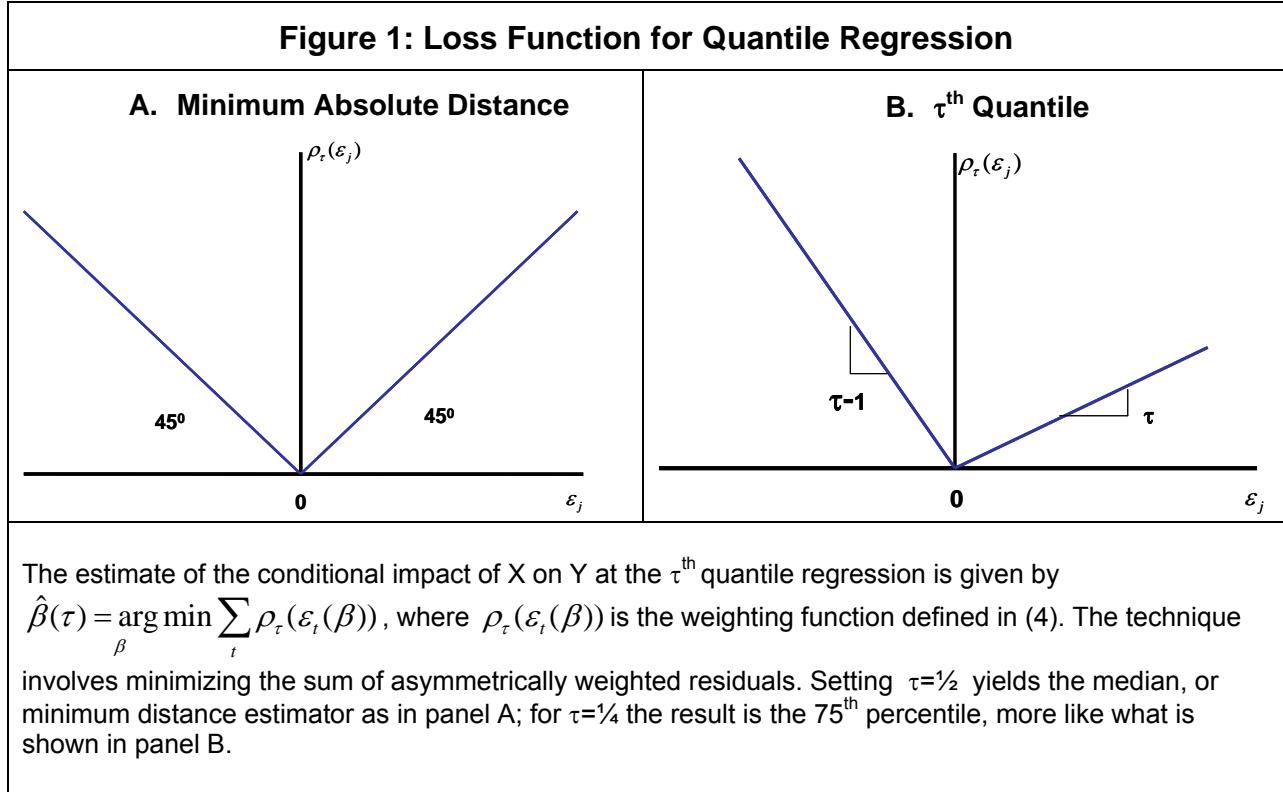 Figure 1: Loss Function for Quantile Regression
A. Minimum Absolute Distance
ρτ(εj)
45⁰
45⁰
0
εj
B. τth Quantile
ρτ(εj)
τ-1
τ
0
εj
The estimate of the conditional impact of X on Y at the τth quantile regression is given by
β̂(τ) = arg min β ∑ t ρτ(εt(β)), where ρτ(εt(β)) is the weighting function defined in (4). The technique
involves minimizing the sum of asymmetrically weighted residuals. Setting τ=½ yields the median, or
minimum distance estimator as in panel A; for τ=¼ the result is the 75th percentile, more like what is
shown in panel B.